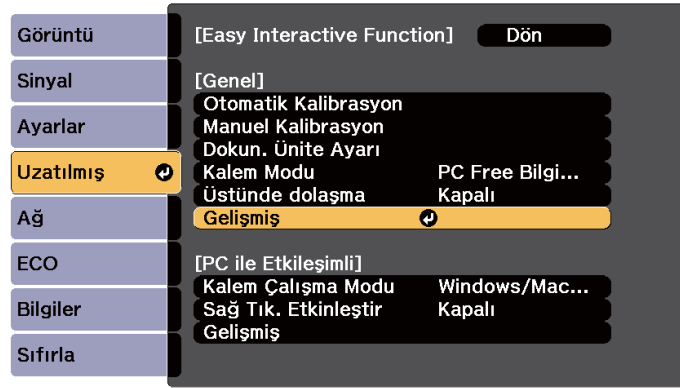 Görüntü
Sinyal
Ayarlar
Uzatılmış
Ağ
ECO
Bilgiler
Sıfırla
[Easy Interactive Function] Dön
[Genel]
Otomatik Kalibrasyon
Manuel Kalibrasyon
Dokun. Ünite Ayarı
Kalem Modu PC Free Bilgi...
Üstünde dolaşma Kapalı
Gelişmiş
[PC ile Etkileşimli]
Kalem Çalışma Modu Windows/Mac...
Sağ Tık. Etkinleştir Kapalı
Gelişmiş